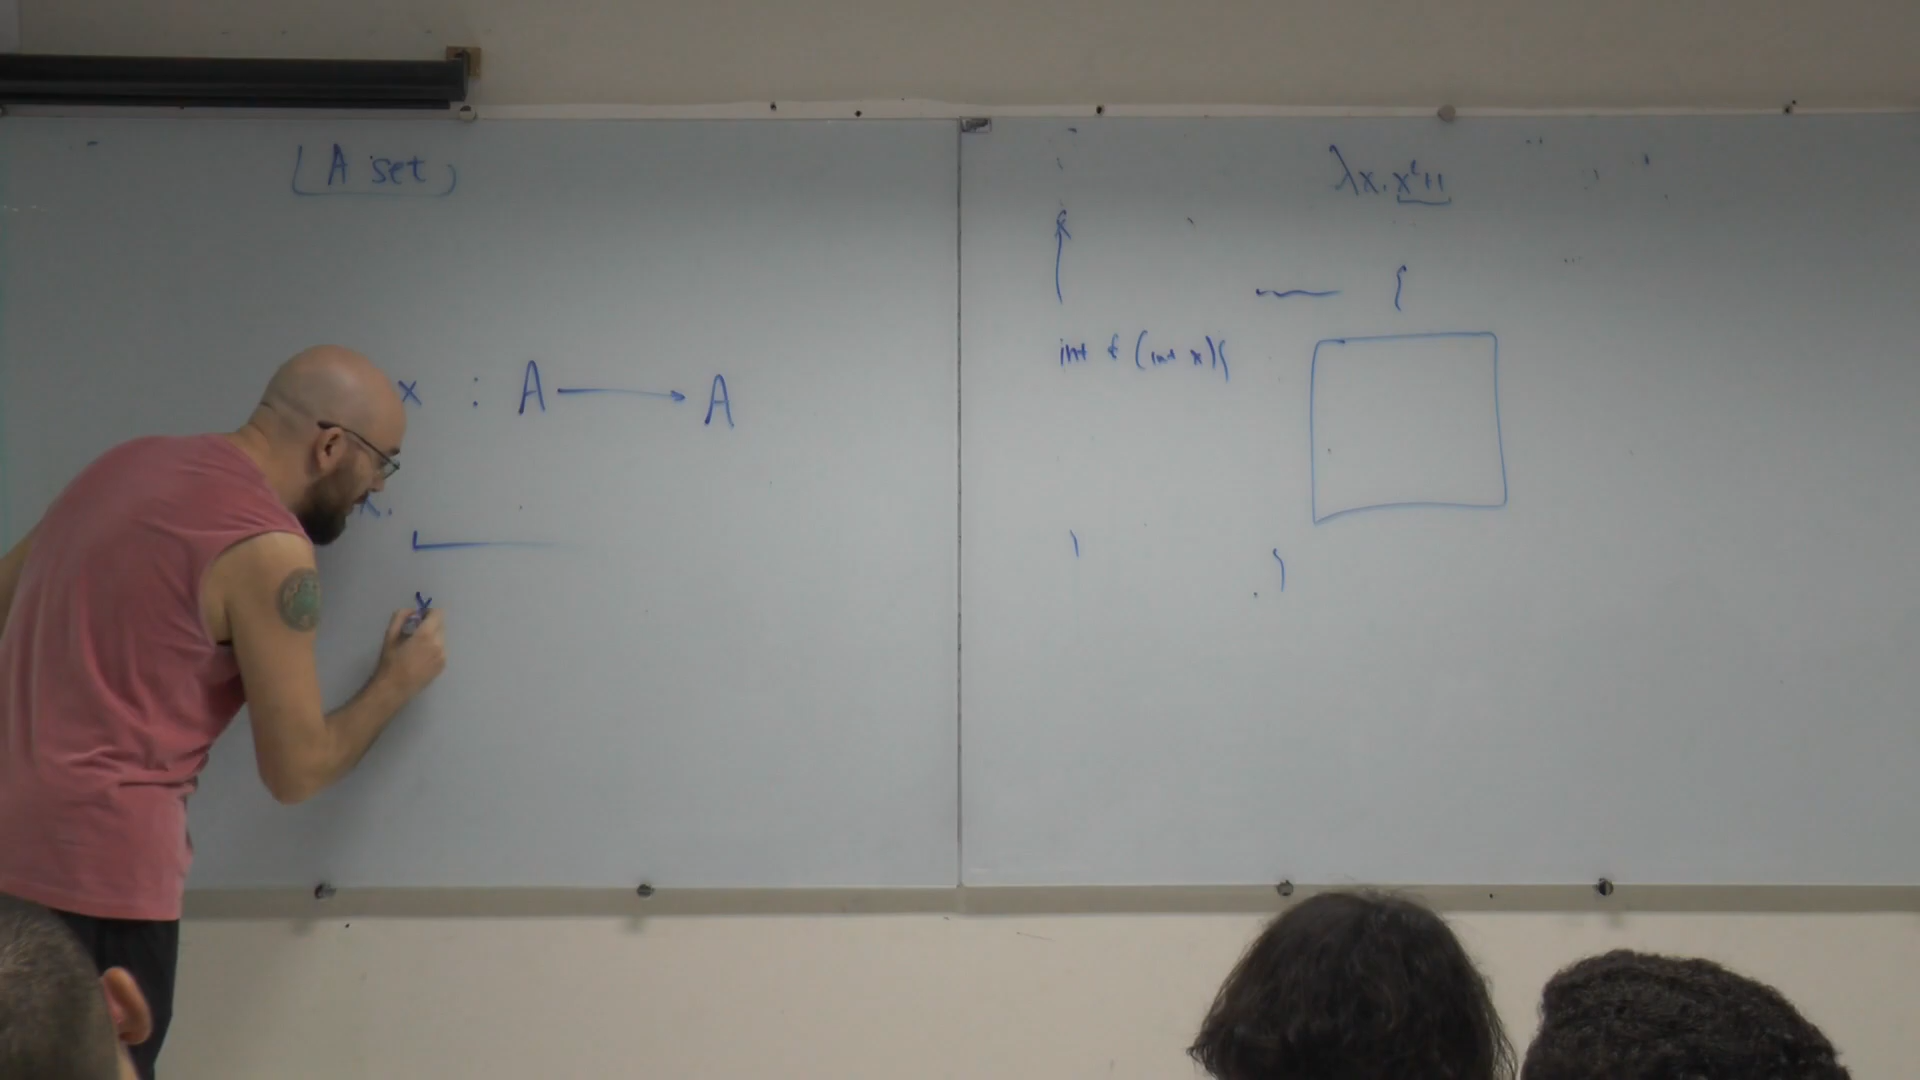 A set
x : A → A
x.
x
λx. x²+1
{
int f (int x){
}
}